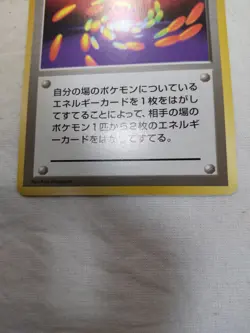 自分の場のポケモンについている
エネルギーカードを1枚をはがし
てすてることによって、相手の場の
ポケモン1匹から2枚のエネルギ
ーカードをはがしてすてる。